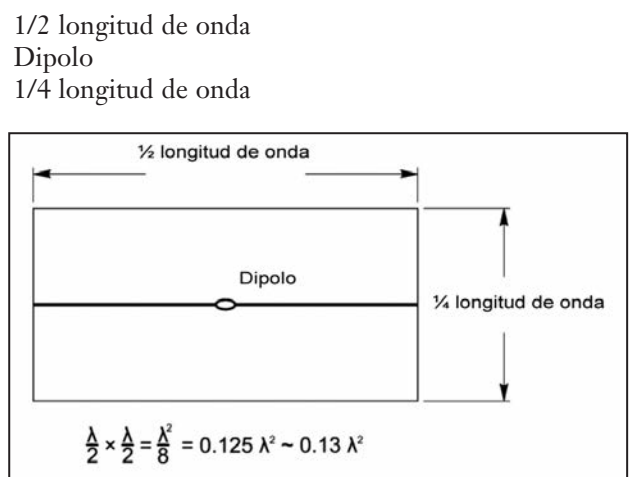 1/2 longitud de onda
Dipolo
1/4 longitud de onda
½ longitud de onda
Dipolo
¼ longitud de onda
λ/2 × λ/2 = λ²/8 = 0.125 λ² ~ 0.13 λ²